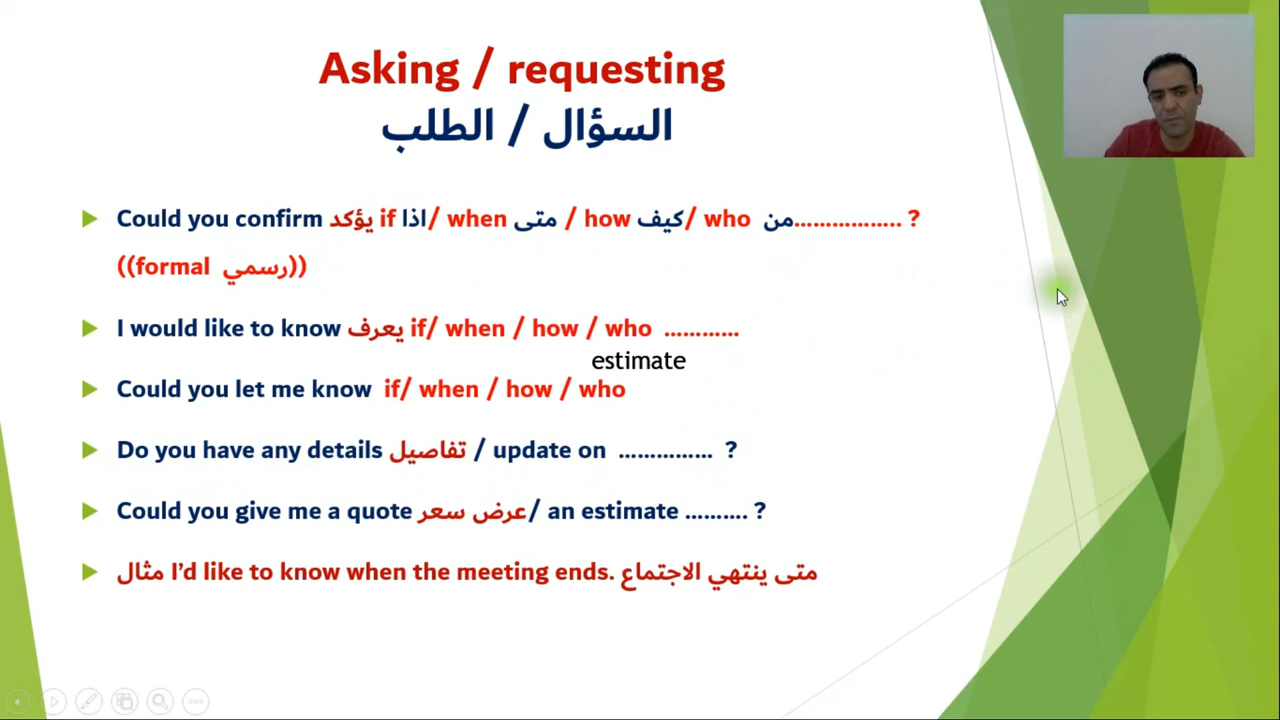 Asking / requesting
السؤال / الطلب
Could you confirm يؤكد if اذا/ when متى / how كيف/ who من................. ?
((formal رسمي))
I would like to know يعرف if/ when / how / who ............
estimate
Could you let me know if/ when / how / who
Do you have any details تفاصيل / update on ............... ?
Could you give me a quote عرض سعر/ an estimate .......... ?
مثال I’d like to know when the meeting ends. متى ينتهي الاجتماع